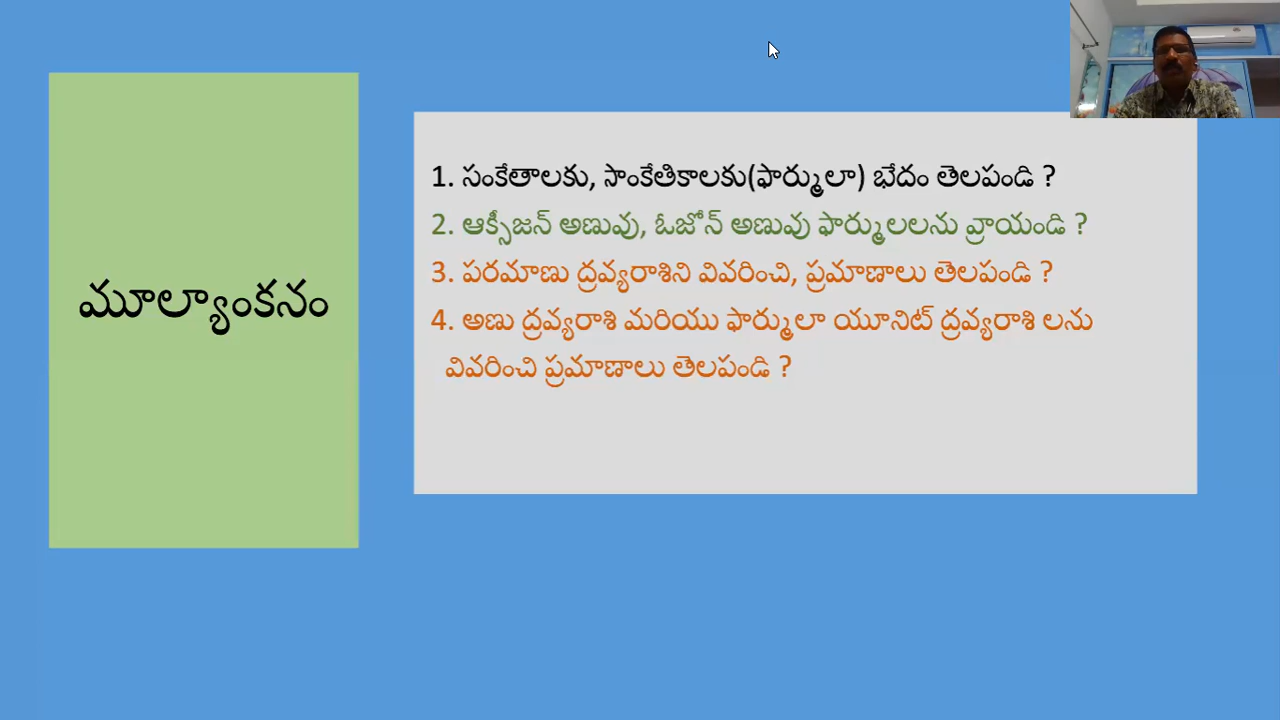 మూల్యాంకనం
1. సంకేతాలకు, సాంకేతికాలకు(ఫార్ములా) భేదం తెలపండి ?
2. ఆక్సీజన్ అణువు, ఓజోన్ అణువు ఫార్ములలను వ్రాయండి ?
3. పరమాణు ద్రవ్యరాశిని వివరించి, ప్రమాణాలు తెలపండి ?
4. అణు ద్రవ్యరాశి మరియు ఫార్ములా యూనిట్ ద్రవ్యరాశి లను
వివరించి ప్రమాణాలు తెలపండి ?